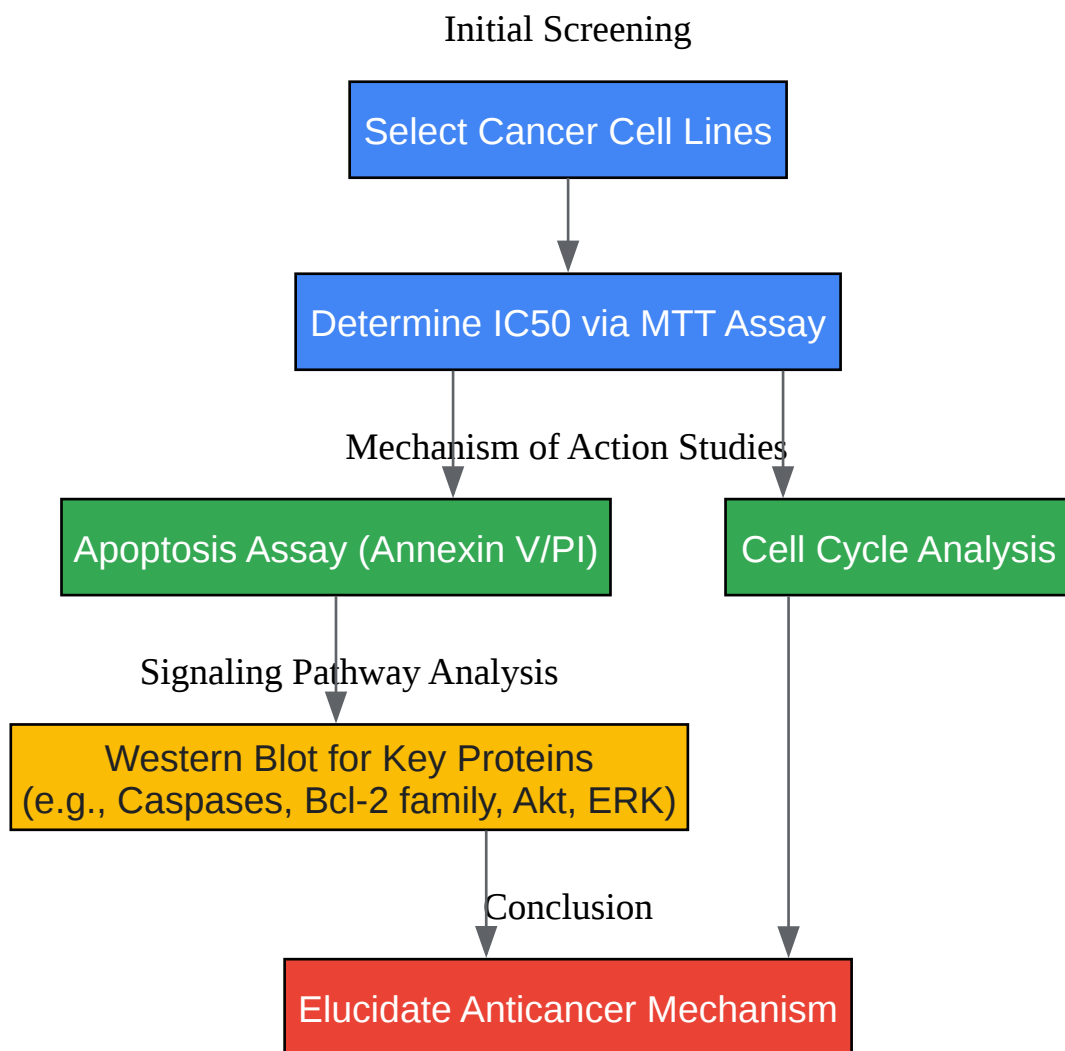 Initial Screening
Select Cancer Cell Lines
Determine IC50 via MTT Assay
Mechanism of Action Studies
Apoptosis Assay (Annexin V/PI)
Cell Cycle Analysis
Signaling Pathway Analysis
Western Blot for Key Proteins
(e.g., Caspases, Bcl-2 family, Akt, ERK)
Conclusion
Elucidate Anticancer Mechanism